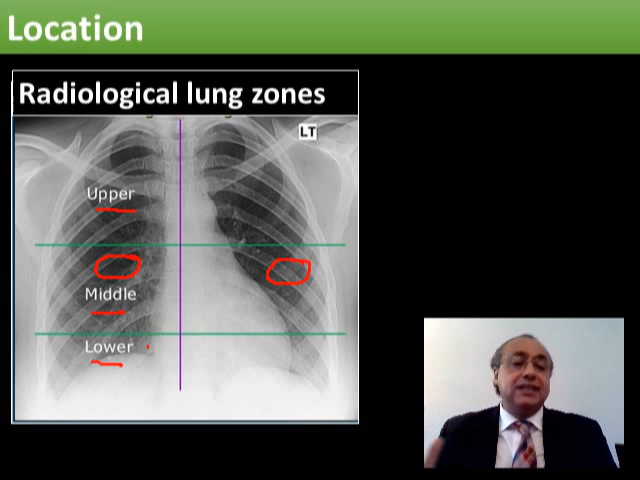 Location
Radiological lung zones
LT
Upper
Middle
Lower